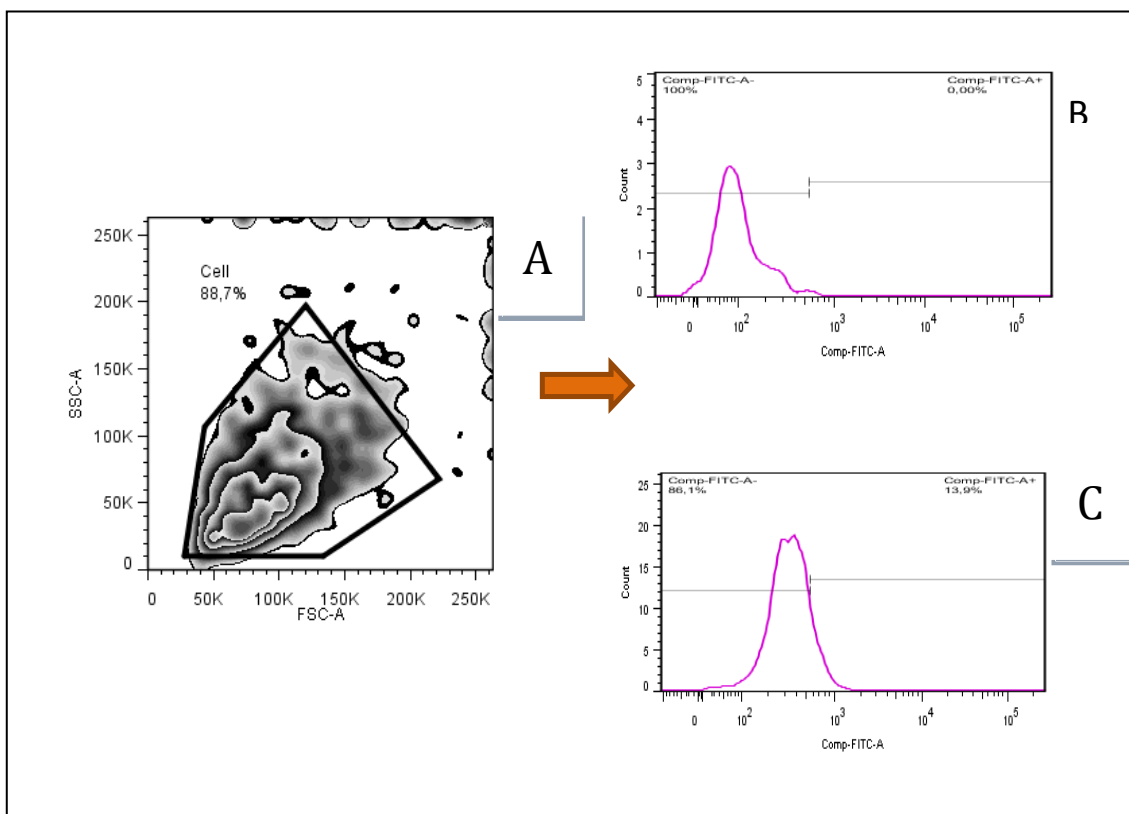 A
250K
200K
150K
100K
50K
0
SSC-A
Cell
88,7%
0 50K 100K 150K 200K 250K
FSC-A
B
5
4
3
2
1
0
Count
Comp-FITC-A-
100%
Comp-FITC-A+
0,00%
0 10² 10³ 10⁴ 10⁵
Comp-FITC-A
C
25
20
15
10
5
0
Count
Comp-FITC-A-
86,1%
Comp-FITC-A+
13,9%
0 10² 10³ 10⁴ 10⁵
Comp-FITC-A